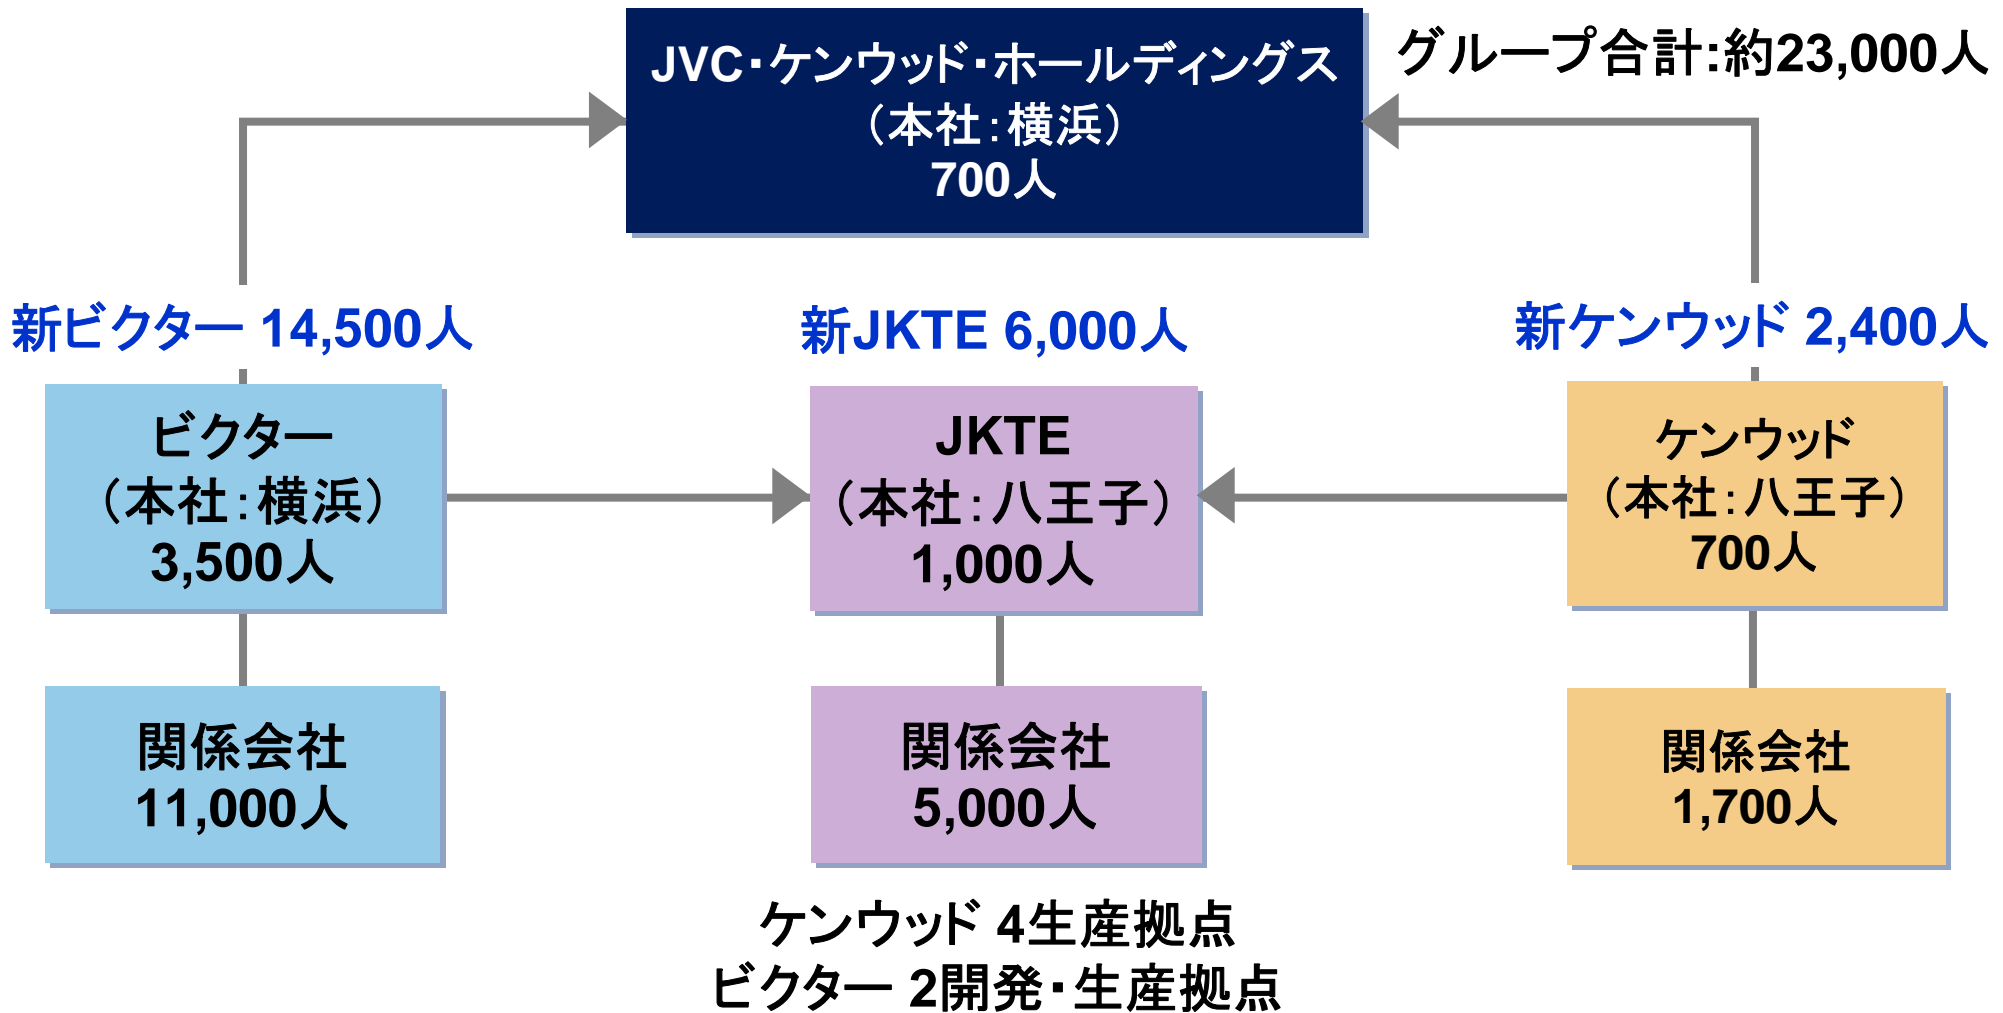 JVC・ケンウッド・ホールディングス
（本社：横浜）
700人
グループ合計:約23,000人
新ビクター 14,500人
新JKTE 6,000人
新ケンウッド 2,400人
ビクター
（本社：横浜）
3,500人
JKTE
（本社：八王子）
1,000人
ケンウッド
（本社：八王子）
700人
関係会社
11,000人
関係会社
5,000人
関係会社
1,700人
ケンウッド 4生産拠点
ビクター 2開発・生産拠点